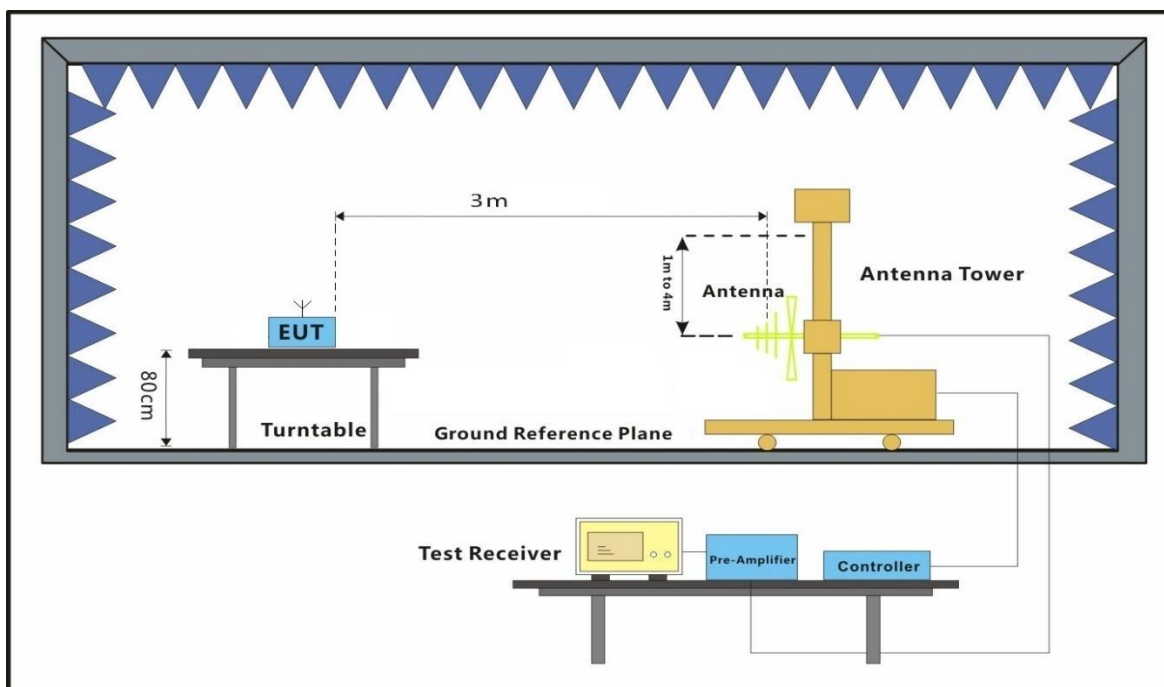 3m
1m to 4m
Antenna Tower
Antenna
EUT
80cm
Turntable
Ground Reference Plane
Test Receiver
Pre-Amplifier
Controller